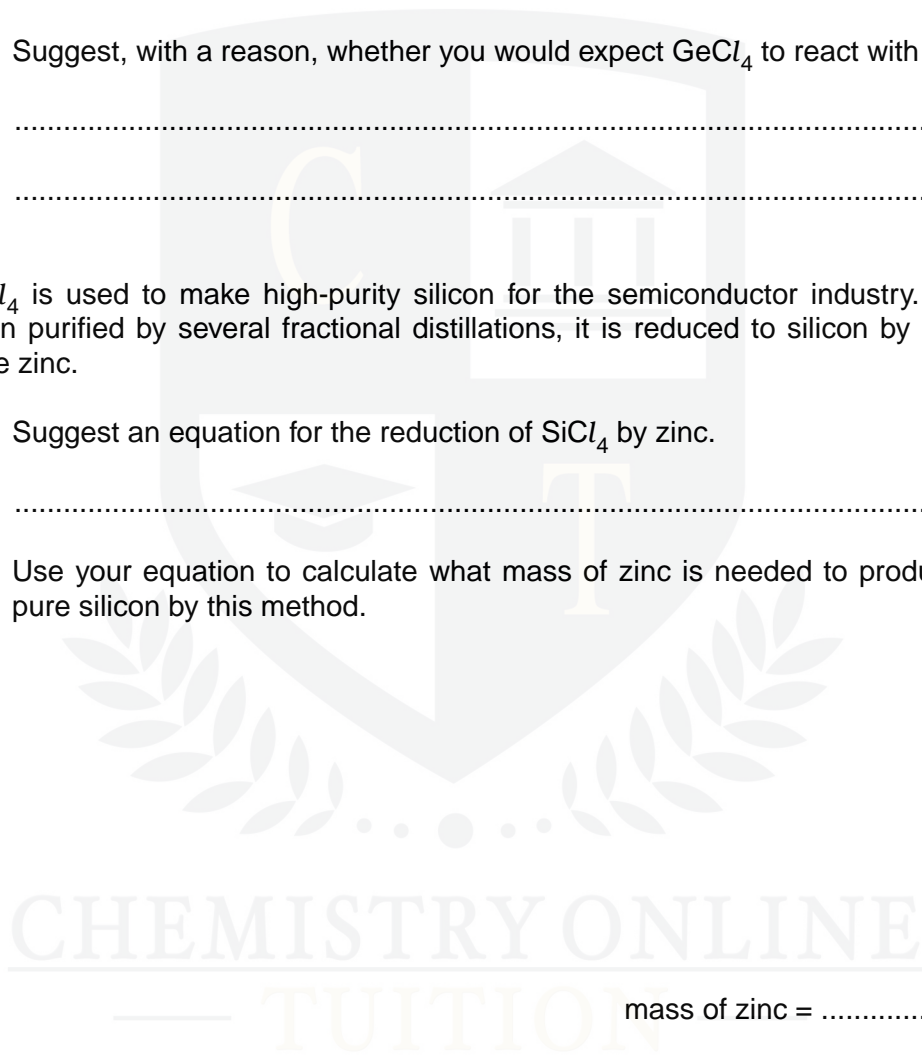 Suggest, with a reason, whether you would expect GeCl₄ to react with
..........
..........
l₄ is used to make high-purity silicon for the semiconductor industry.
n purified by several fractional distillations, it is reduced to silicon by
e zinc.
Suggest an equation for the reduction of SiCl₄ by zinc.
..........
Use your equation to calculate what mass of zinc is needed to produ
pure silicon by this method.
C
T
CHEMISTRY ONLINE
TUITION
mass of zinc = ..........